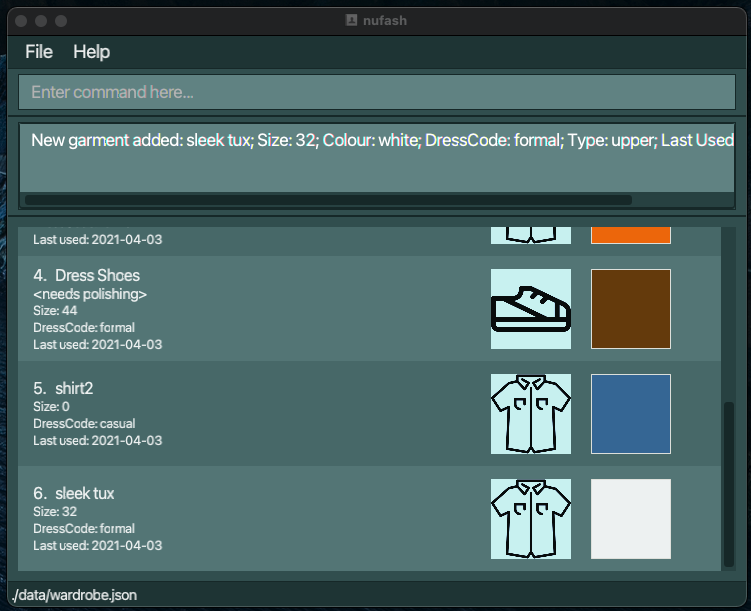 nufash
File Help
Enter command here...
New garment added: sleek tux; Size: 32; Colour: white; DressCode: formal; Type: upper; Last Used
Last used: 2021-04-03
4. Dress Shoes
<needs polishing>
Size: 44
DressCode: formal
Last used: 2021-04-03
5. shirt2
Size: 0
DressCode: casual
Last used: 2021-04-03
6. sleek tux
Size: 32
DressCode: formal
Last used: 2021-04-03
./data/wardrobe.json